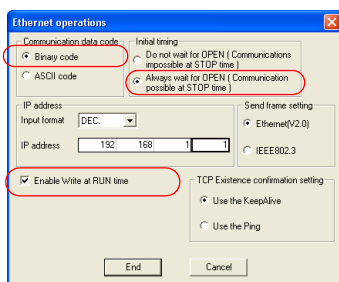 Ethernet operations
Communication data code
Binary code
ASCII code
Initial timing
Do not wait for OPEN ( Communications
impossible at STOP time )
Always wait for OPEN ( Communication
possible at STOP time )
IP address
Input format DEC.
IP address 192 168 1 1
Send frame setting
Ethernet(V2.0)
IEEE802.3
Enable Write at RUN time
TCP Existence confirmation setting
Use the KeepAlive
Use the Ping
End Cancel